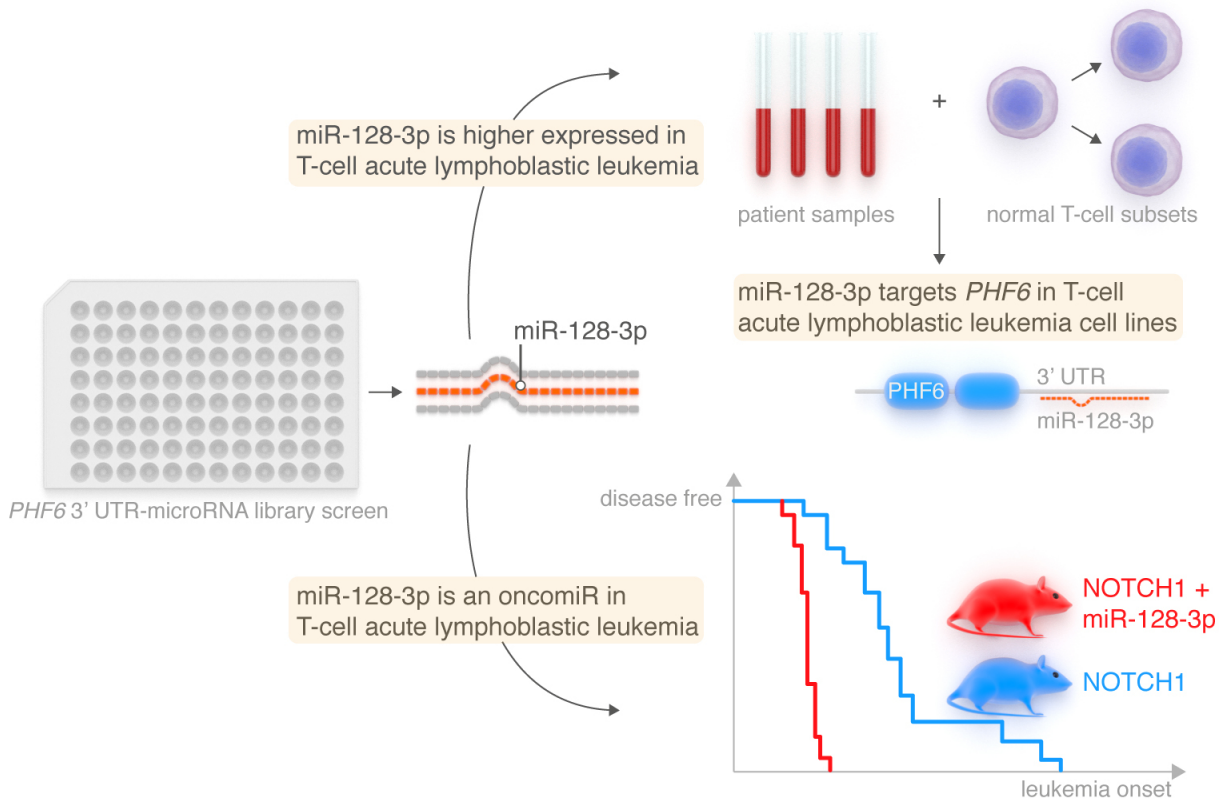 miR-128-3p is higher expressed in
T-cell acute lymphoblastic leukemia
+
patient samples
normal T-cell subsets
miR-128-3p targets PHF6 in T-cell
acute lymphoblastic leukemia cell lines
PHF6
3' UTR
miR-128-3p
miR-128-3p
PHF6 3' UTR-microRNA library screen
miR-128-3p is an oncomiR in
T-cell acute lymphoblastic leukemia
disease free
NOTCH1 +
miR-128-3p
NOTCH1
leukemia onset